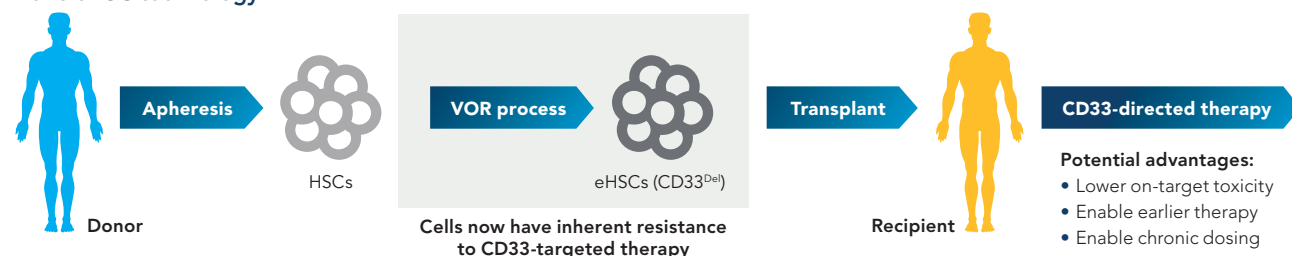 Apheresis
VOR process
Transplant
CD33-directed therapy
HSCs
eHSCs (CD33Del)
Donor
Cells now have inherent resistance
to CD33-targeted therapy
Recipient
Potential advantages:
• Lower on-target toxicity
• Enable earlier therapy
• Enable chronic dosing